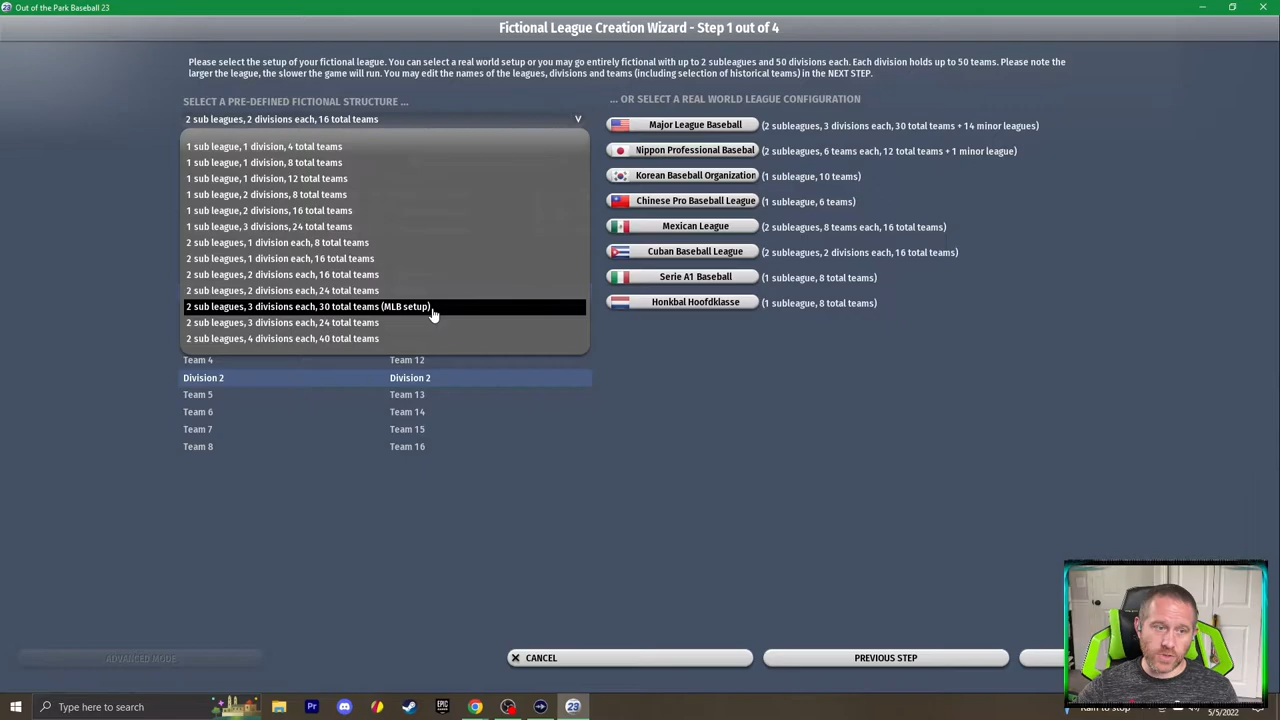 Out of the Park Baseball 23
Fictional League Creation Wizard - Step 1 out of 4
Please select the setup of your fictional league. You can select a real world setup or you may go entirely fictional with up to 2 subleagues and 50 divisions each. Each division holds up to 50 teams. Please note
the larger the league, the slower the game will run. You may edit the names of the leagues, divisions and teams (including selection of historical teams) in the NEXT STEP.
SELECT A PRE-DEFINED FICTIONAL STRUCTURE ...
2 sub leagues, 2 divisions each, 16 total teams V
1 sub league, 1 division, 4 total teams
1 sub league, 1 division, 8 total teams
1 sub league, 1 division, 12 total teams
1 sub league, 2 divisions, 8 total teams
1 sub league, 2 divisions, 16 total teams
1 sub league, 3 divisions, 24 total teams
2 sub leagues, 1 division each, 8 total teams
2 sub leagues, 1 division each, 16 total teams
2 sub leagues, 2 divisions each, 16 total teams
2 sub leagues, 2 divisions each, 24 total teams
2 sub leagues, 3 divisions each, 30 total teams (MLB setup)
2 sub leagues, 3 divisions each, 24 total teams
2 sub leagues, 4 divisions each, 40 total teams
Team 4 Team 12
Division 2 Division 2
Team 5 Team 13
Team 6 Team 14
Team 7 Team 15
Team 8 Team 16
... OR SELECT A REAL WORLD LEAGUE CONFIGURATION
Major League Baseball (2 subleagues, 3 divisions each, 30 total teams + 14 minor leagues)
Nippon Professional Basebal (2 subleagues, 6 teams each, 12 total teams + 1 minor league)
Korean Baseball Organization (1 subleague, 10 teams)
Chinese Pro Baseball League (1 subleague, 6 teams)
Mexican League (2 subleagues, 8 teams each, 16 total teams)
Cuban Baseball League (2 subleagues, 2 divisions each, 16 total teams)
Serie A1 Baseball (1 subleague, 8 total teams)
Honkbal Hoofdklasse (1 subleague, 8 total teams)
ADVANCED MODE
CANCEL
PREVIOUS STEP
Type here to search
Pr
EPIC
23
Rain to stop
5/5/2022